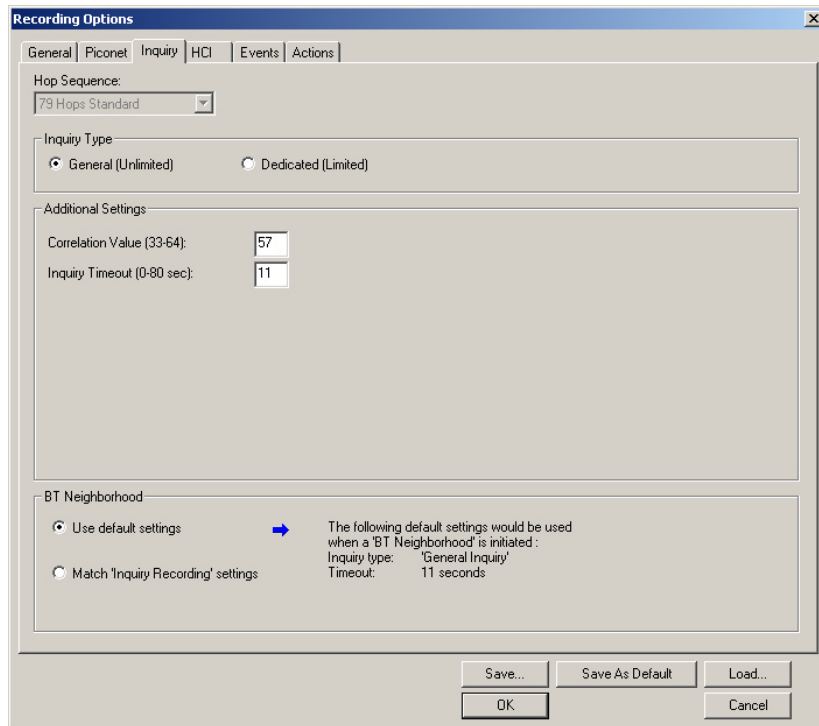 Recording Options
General Piconet Inquiry HCI Events Actions
Hop Sequence:
79 Hops Standard
Inquiry Type
General (Unlimited) Dedicated (Limited)
Additional Settings
Correlation Value (33-64): 57
Inquiry Timeout (0-80 sec): 11
BT Neighborhood
Use default settings
The following default settings would be used
when a 'BT Neighborhood' is initiated :
Inquiry type: 'General Inquiry'
Match 'Inquiry Recording' settings
Timeout: 11 seconds
Save... Save As Default Load...
OK Cancel